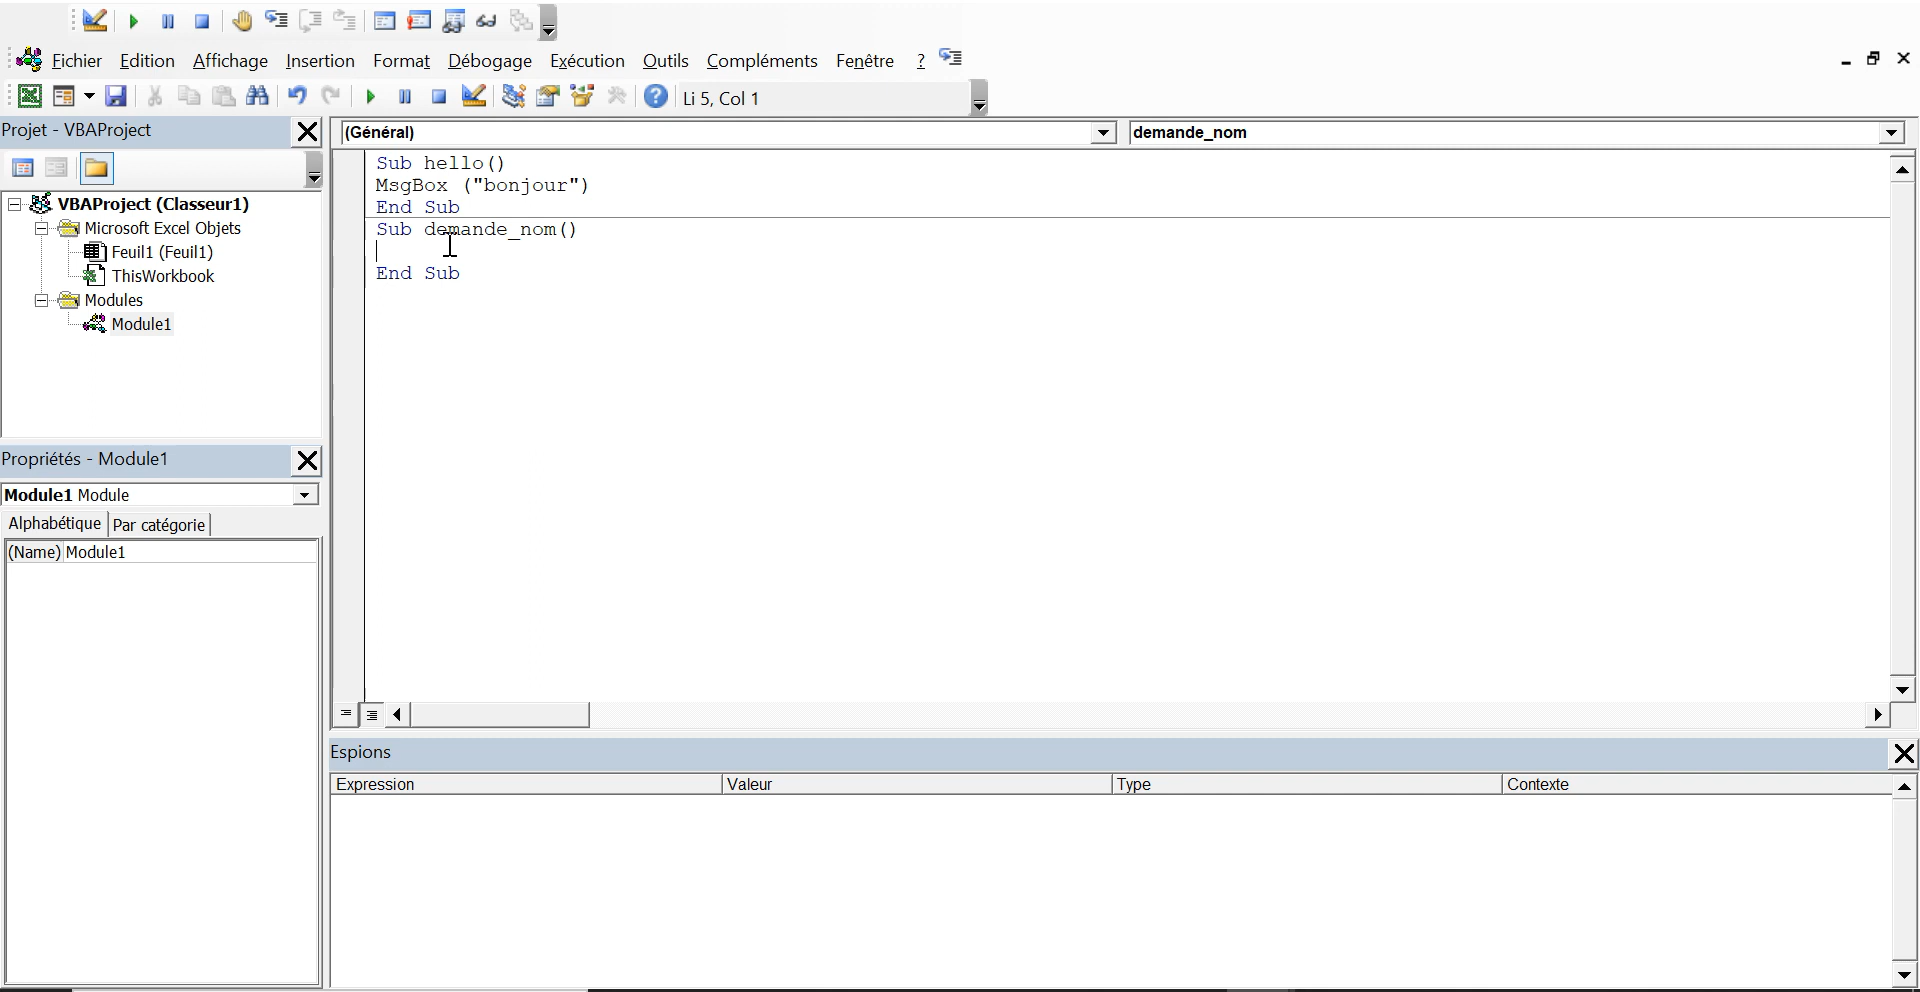 Fichier Edition Affichage Insertion Format Débogage Exécution Outils Compléments Fenêtre ?
Li 5, Col 1
Projet - VBAProject
(Général)
demande_nom
VBAProject (Classeur1)
Microsoft Excel Objets
Feuil1 (Feuil1)
ThisWorkbook
Modules
Module1
Sub hello()
MsgBox ("bonjour")
End Sub
Sub demande_nom()
End Sub
Propriétés - Module1
Module1 Module
Alphabétique Par catégorie
(Name) Module1
Espions
Expression Valeur Type Contexte